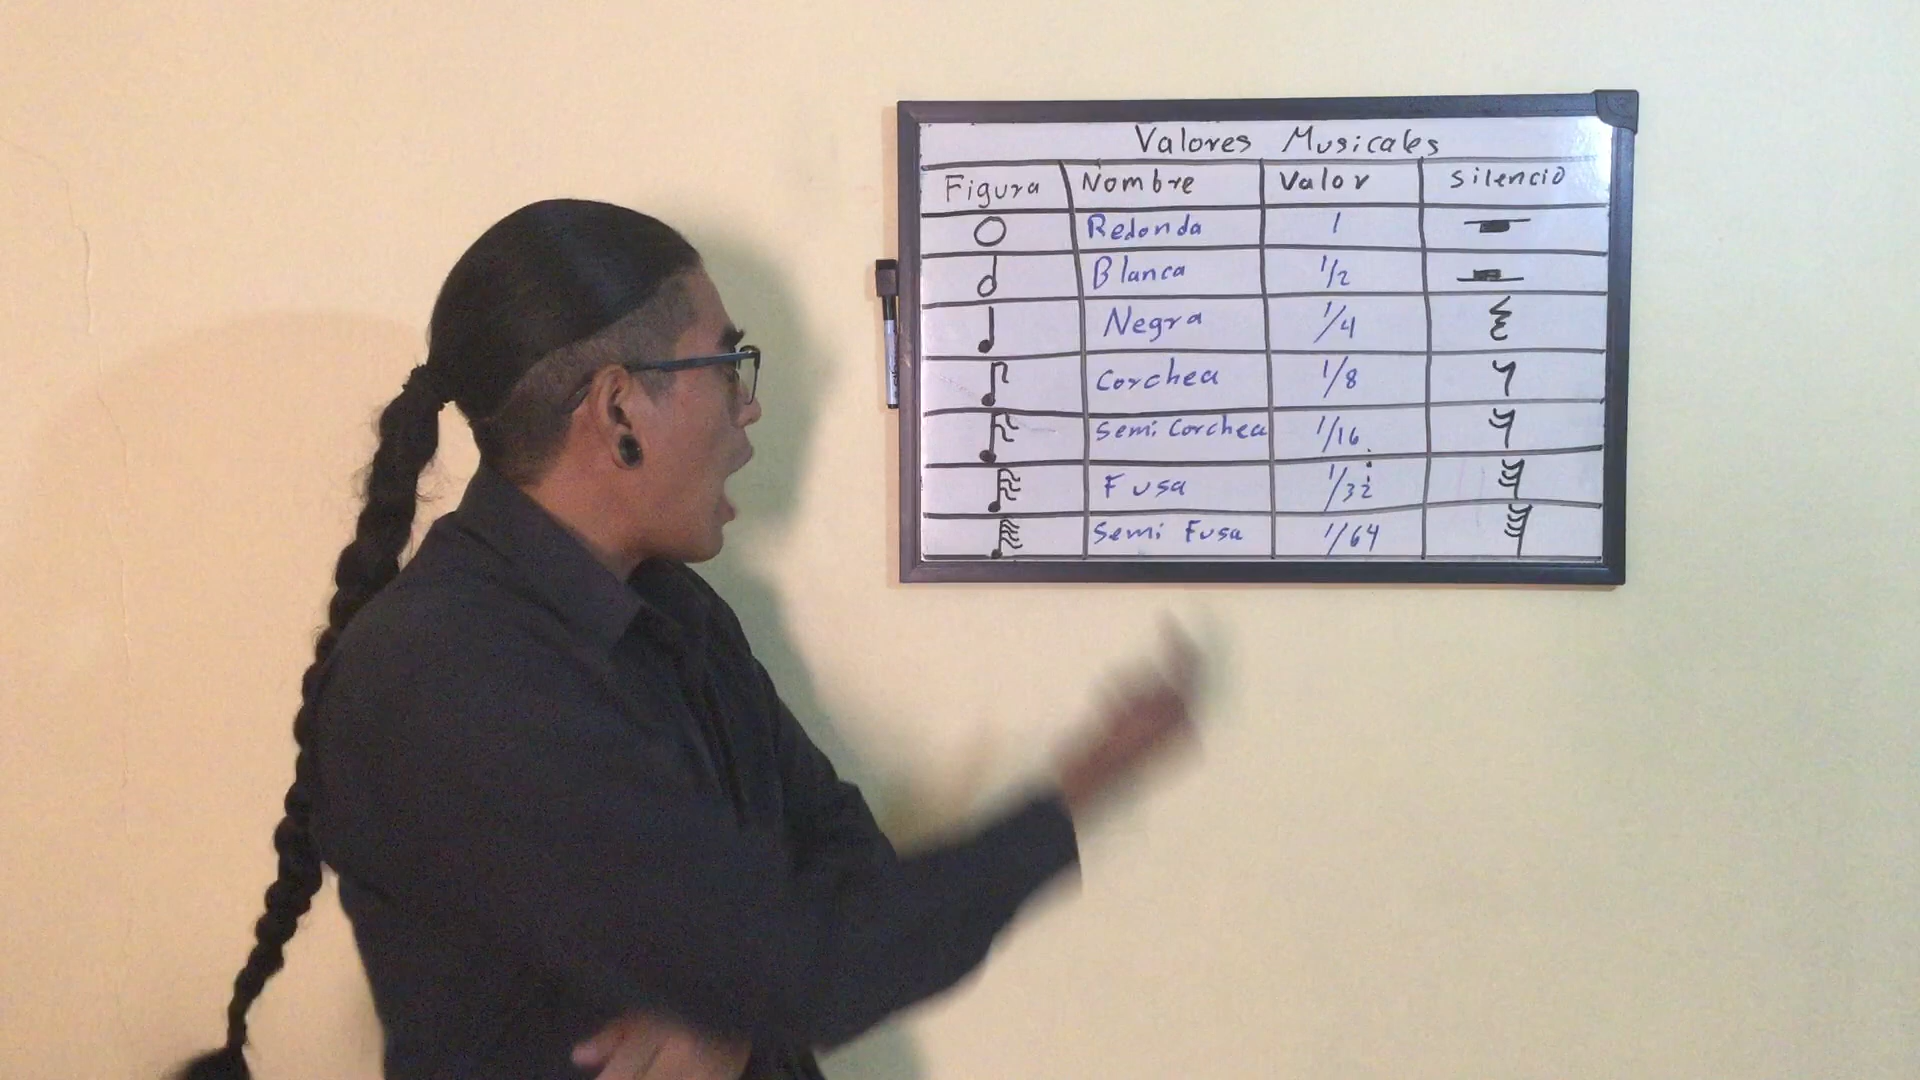 Valores Musicales
Figura Nombre Valor Silencio
Redonda 1
Blanca 1/2
Negra 1/4
Corchea 1/8
Semi Corchea 1/16
Fusa 1/32
Semi Fusa 1/64